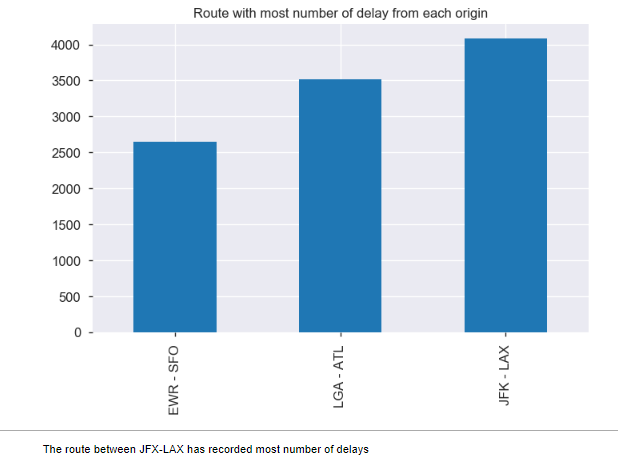 Route with most number of delay from each origin
4000
3500
3000
2500
2000
1500
1000
500
0
EWR - SFO
LGA - ATL
JFK - LAX
The route between JFX-LAX has recorded most number of delays